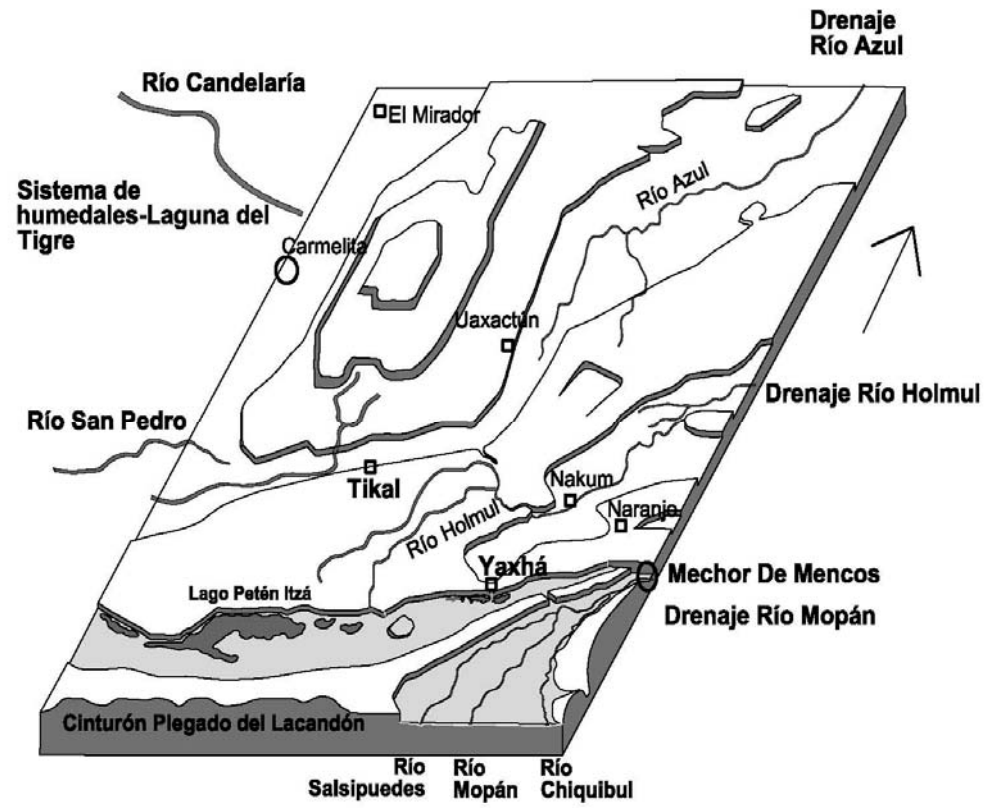 Drenaje
Río Azul
Río Candelaría
El Mirador
Río Azul
Sistema de
humedales-Laguna del
Tigre
Carmelita
Uaxactún
Drenaje Río Holmul
Río San Pedro
Tikal
Nakum
Naranjo
Río Holmul
Yaxhá
Mechor De Mencos
Lago Petén Itzá
Drenaje Río Mopán
Cinturón Plegado del Lacandón
Río
Salsipuedes
Río
Mopán
Río
Chiquibul